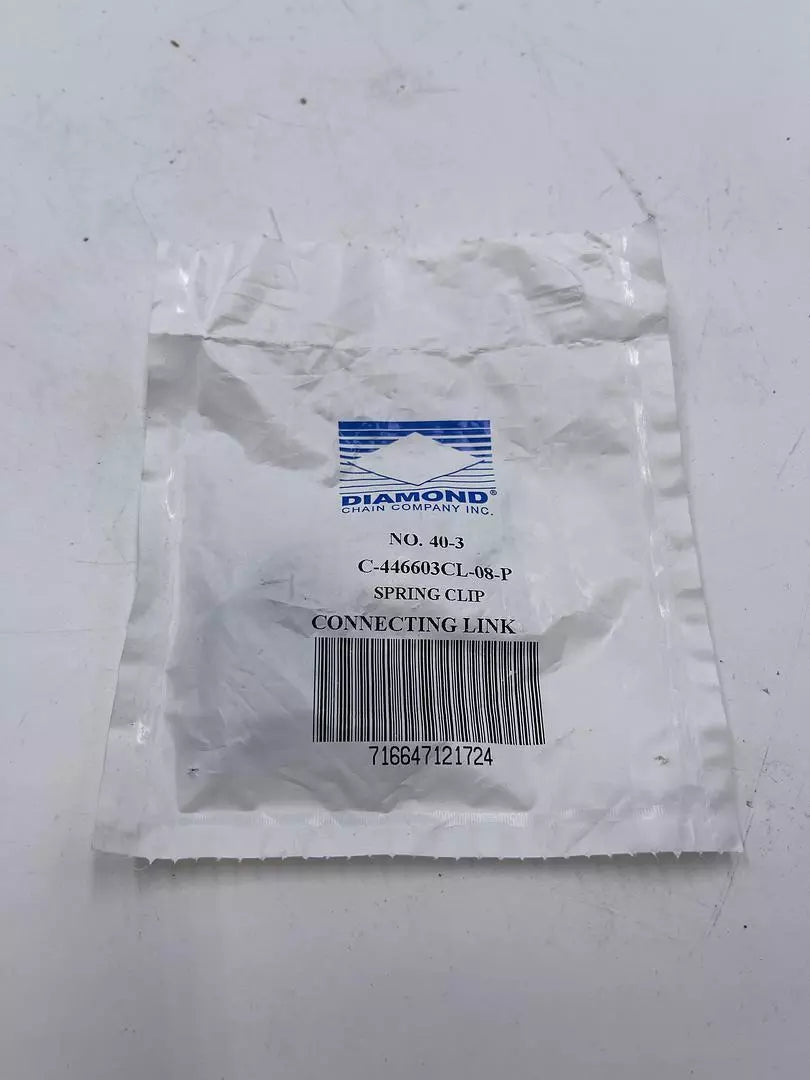 DIAMOND®
CHAIN COMPANY INC.
NO. 40-3
C-446603CL-08-P
SPRING CLIP
CONNECTING LINK
716647121724